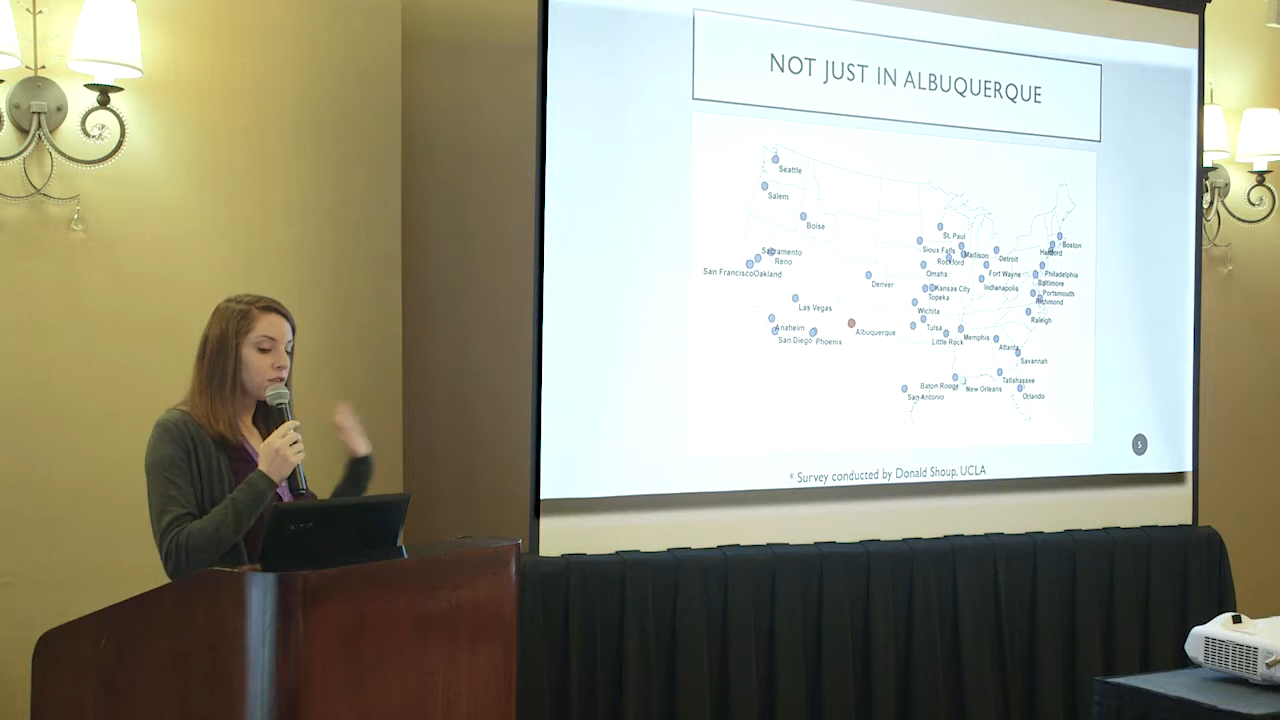 NOT JUST IN ALBUQUERQUE
Seattle
Salem
Boise
St. Paul
Boston
Hartford
Sacramento
Reno
Sioux Falls
Madison
Detroit
Rockford
San Francisco
Oakland
Omaha
Fort Wayne
Philadelphia
Denver
Kansas City
Indianapolis
Baltimore
Topeka
Portsmouth
Richmond
Las Vegas
Wichita
Raleigh
Anaheim
Albuquerque
Tulsa
San Diego
Phoenix
Little Rock
Memphis
Atlanta
Savannah
Baton Rouge
New Orleans
Tallahassee
San Antonio
Orlando
5
* Survey conducted by Donald Shoup, UCLA